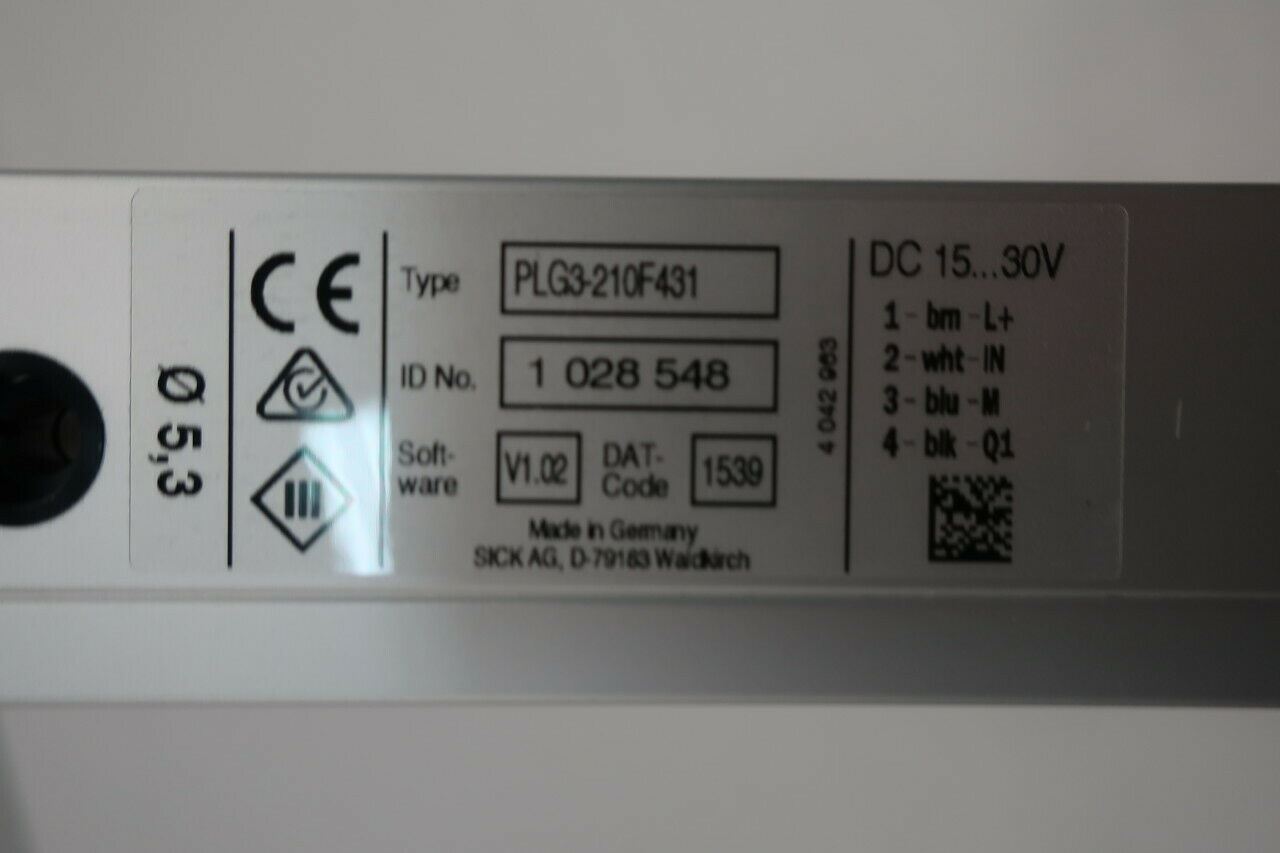 Ø 5,3
CE
Type PLG3-210F431
ID No. 1 028 548
Soft-
ware V1.02 DAT-
Code 1539
Made in Germany
SICK AG, D-79183 Waldkirch
4 042 963
DC 15...30V
1 - brn - L+
2 - wht - IN
3 - blu - M
4 - blk - Q1